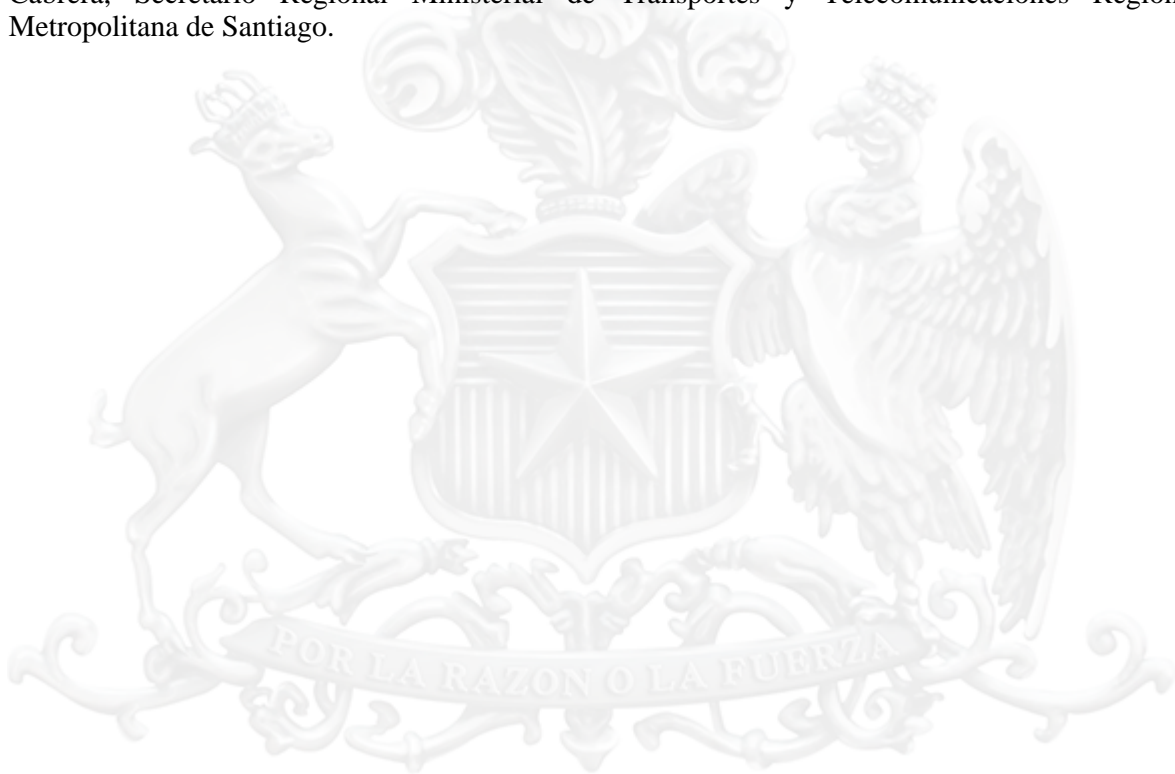 Cabrera, Secretario Regional Ministerial de Transportes y Telecomunicaciones Región
Metropolitana de Santiago.
POR LA RAZON O LA FUERZA